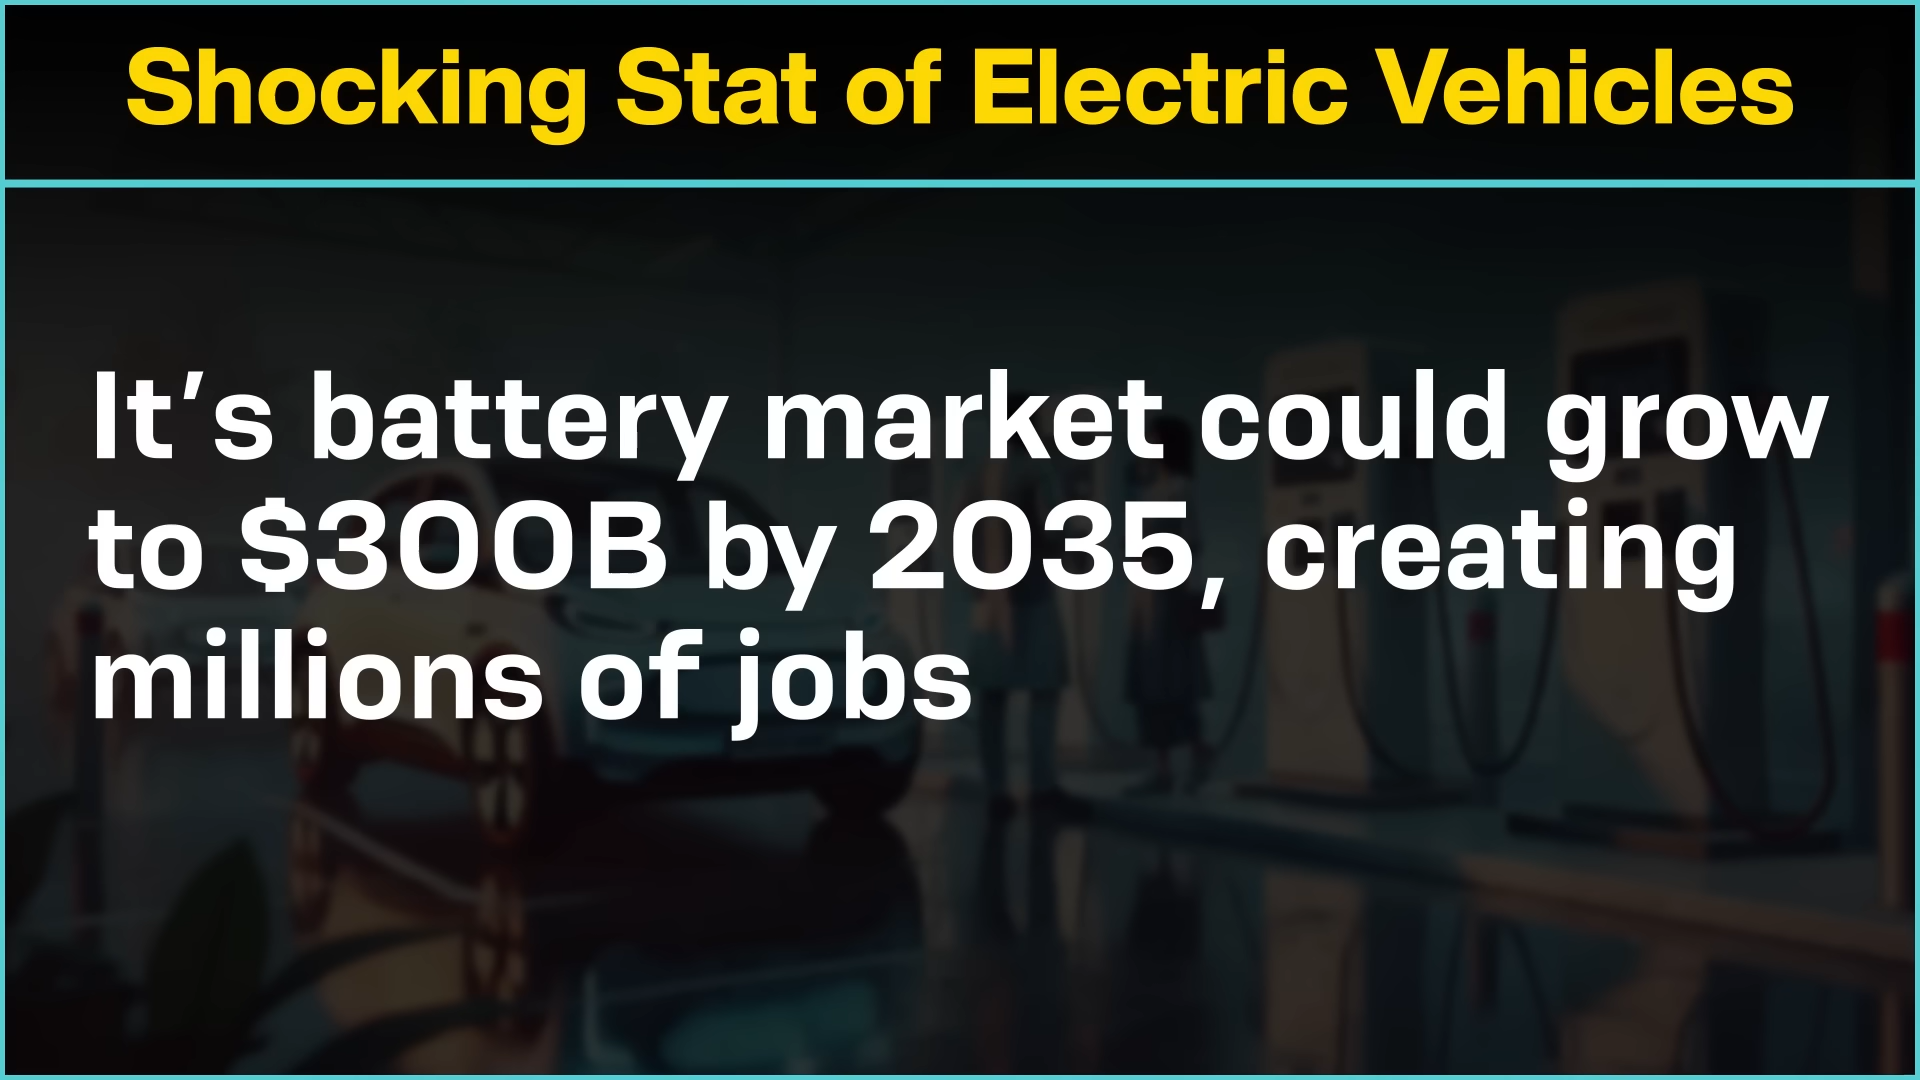 Shocking Stat of Electric Vehicles
It’s battery market could grow
to $300B by 2035, creating
millions of jobs